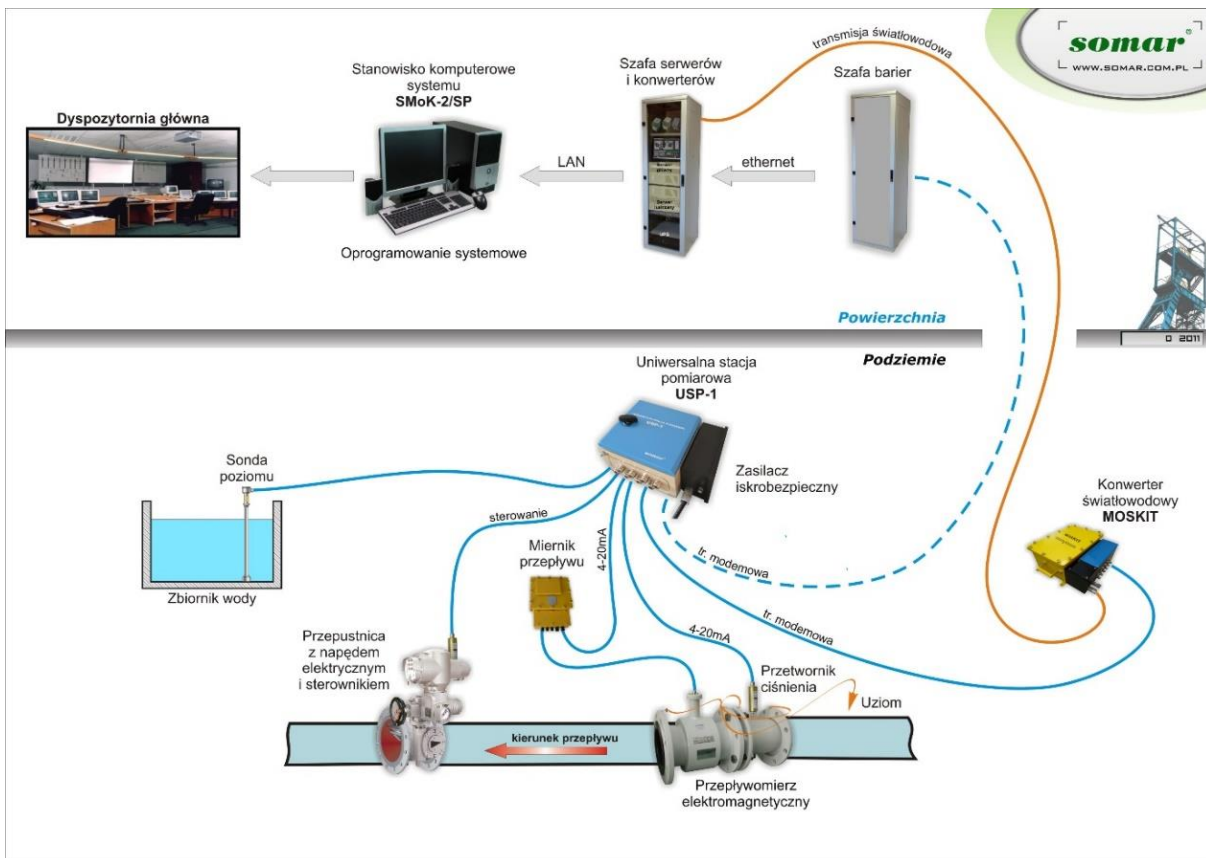 somar®
WWW.SOMAR.COM.PL
transmisja światłowodowa
Szafa serwerów
i konwerterów
Szafa barier
Stanowisko komputerowe
systemu
SMoK-2/SP
Dyspozytornia główna
LAN
ethernet
Oprogramowanie systemowe
Powierzchnia
Podziemie
2011
Uniwersalna stacja
pomiarowa
USP-1
Zasilacz
iskrobezpieczny
Sonda
poziomu
sterowanie
4-20mA
Miernik
przepływu
tr. modemowa
tr. modemowa
Konwerter
światłowodowy
MOSKIT
Zbiornik wody
Przepustnica
z napędem
elektrycznym
i sterownikiem
4-20mA
Przetwornik
ciśnienia
Uziom
kierunek przepływu
Przepływomierz
elektromagnetyczny